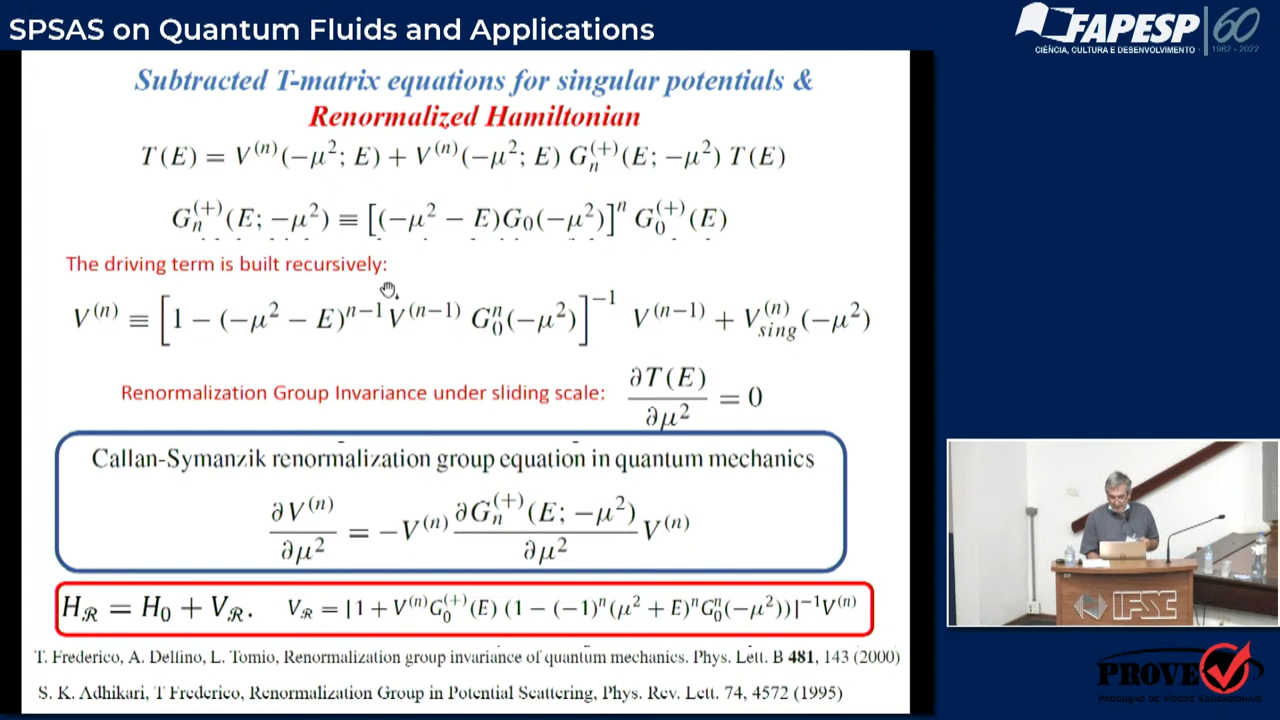 SPSAS on Quantum Fluids and Applications
FAPESP 60
CIÊNCIA, CULTURA E DESENVOLVIMENTO 1962 - 2022
Subtracted T-matrix equations for singular potentials &
Renormalized Hamiltonian
T(E) = V^{(n)}(−μ²; E) + V^{(n)}(−μ²; E) G_n^{(+)}(E; −μ²) T(E)
G_n^{(+)}(E; −μ²) ≡ [(−μ² − E)G_0(−μ²)]^n G_0^{(+)}(E)
The driving term is built recursively:
V^{(n)} ≡ [1 − (−μ² − E)^{n−1} V^{(n−1)} G_0^n(−μ²)]^{−1} V^{(n−1)} + V_{sing}^{(n)}(−μ²)
Renormalization Group Invariance under sliding scale: ∂T(E)/∂μ² = 0
Callan-Symanzik renormalization group equation in quantum mechanics
∂V^{(n)}/∂μ² = −V^{(n)} ∂G_n^{(+)}(E; −μ²)/∂μ² V^{(n)}
H_ℛ = H_0 + V_ℛ. V_ℛ = [1 + V^{(n)}G_0^{(+)}(E) (1 − (−1)^n(μ² + E)^n G_0^n(−μ²))]^{−1}V^{(n)}
T. Frederico, A. Delfino, L. Tomio, Renormalization group invariance of quantum mechanics. Phys. Lett. B 481, 143 (2000)
S. K. Adhikari, T Frederico, Renormalization Group in Potential Scattering, Phys. Rev. Lett. 74, 4572 (1995)
IFSC
PROVE
PRODUÇÃO DE VÍDEOS EDUCACIONAIS